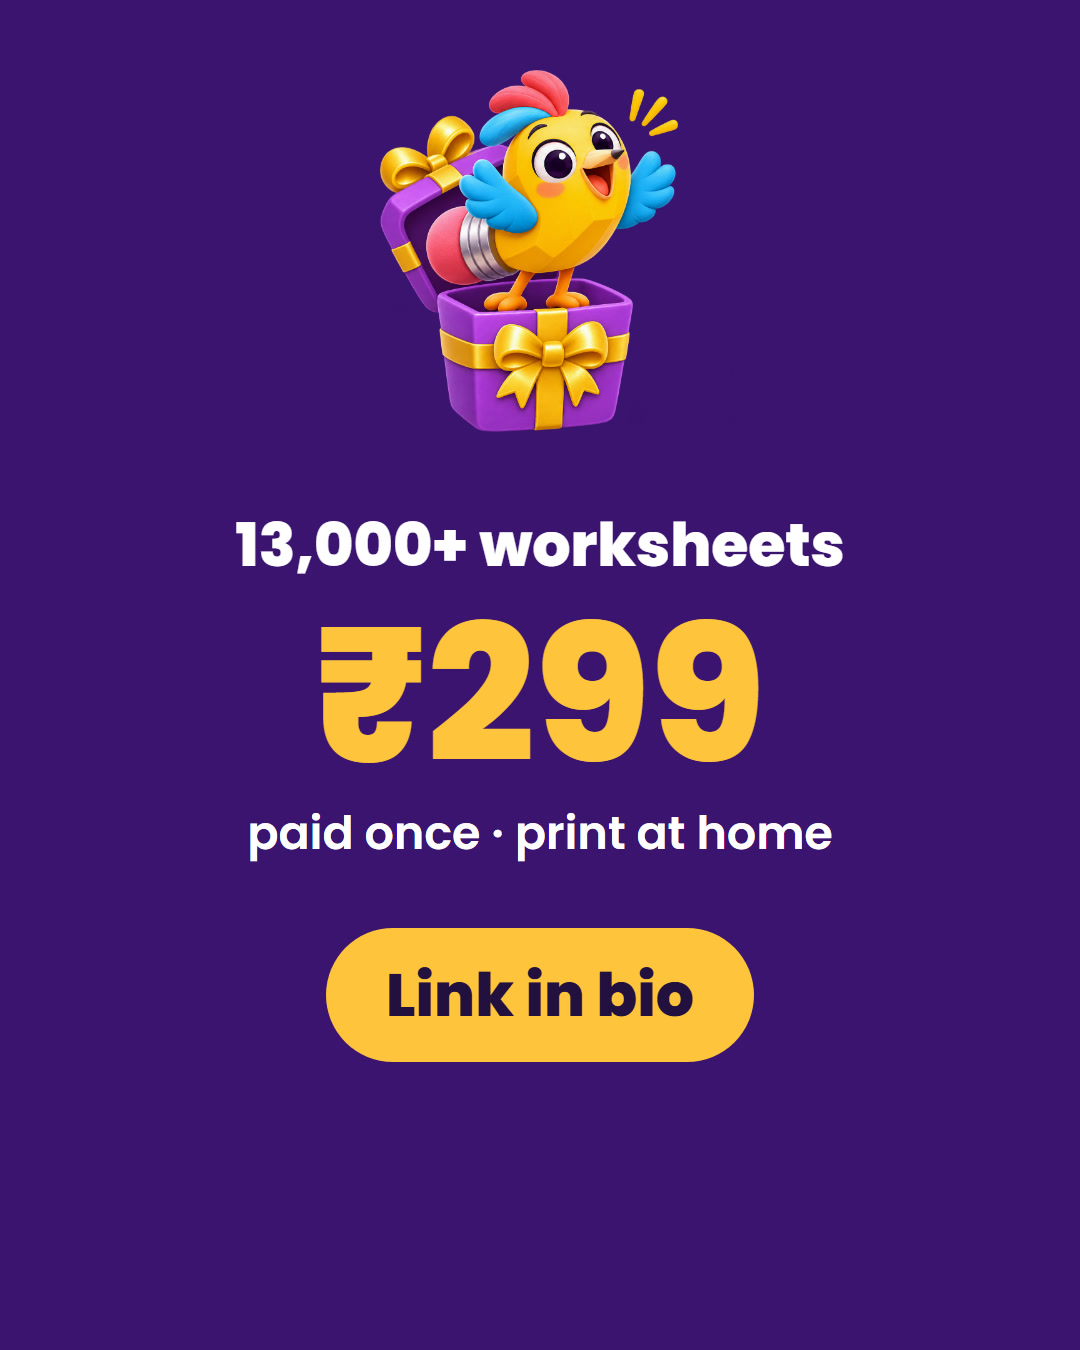 13,000+ worksheets
₹299
paid once · print at home
Link in bio